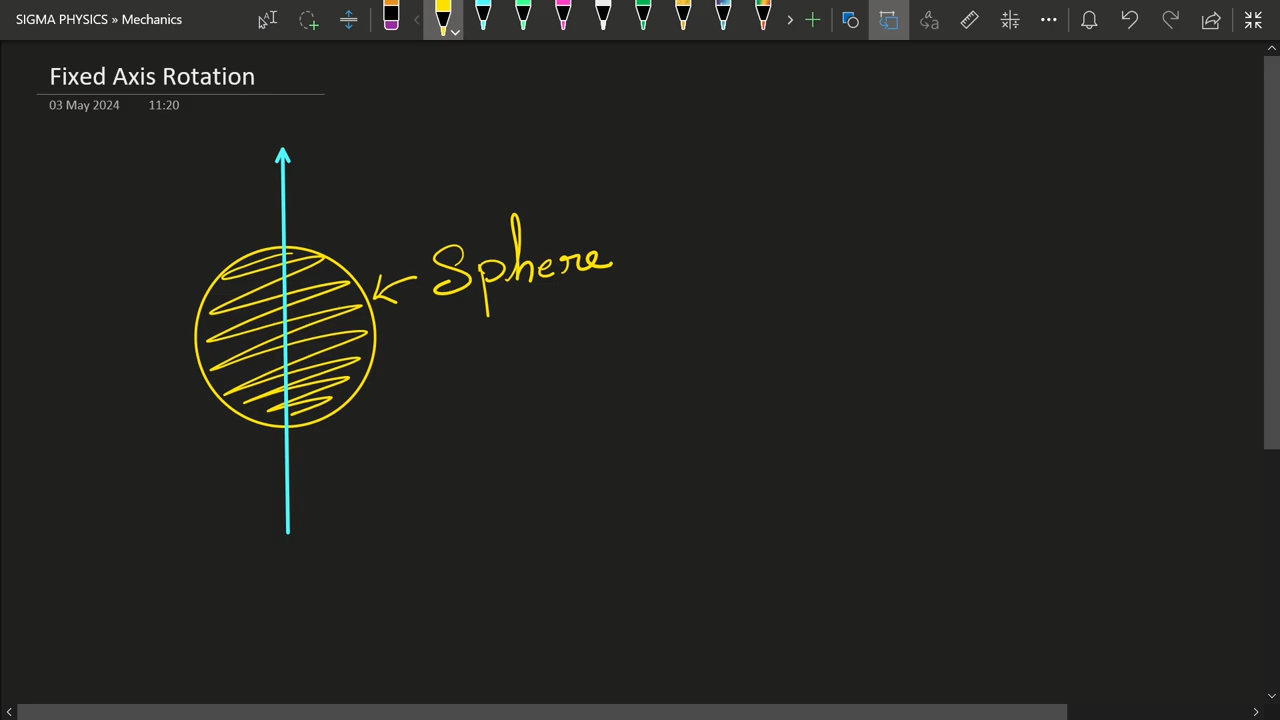 SIGMA PHYSICS » Mechanics
Fixed Axis Rotation
03 May 2024 11:20
Sphere